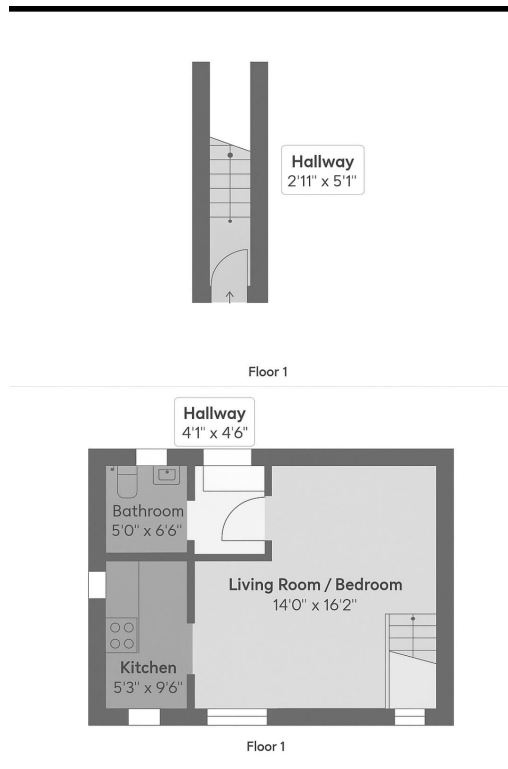 Hallway
2'11" x 5'1"
Floor 1
Hallway
4'1" x 4'6"
Bathroom
5'0" x 6'6"
Living Room / Bedroom
14'0" x 16'2"
Kitchen
5'3" x 9'6"
Floor 1